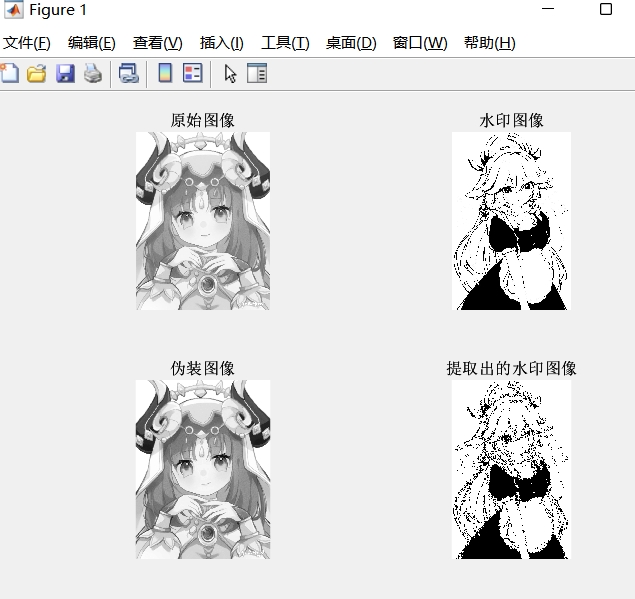 Figure 1
文件(F) 编辑(E) 查看(V) 插入(I) 工具(T) 桌面(D) 窗口(W) 帮助(H)
原始图像 水印图像
伪装图像 提取出的水印图像